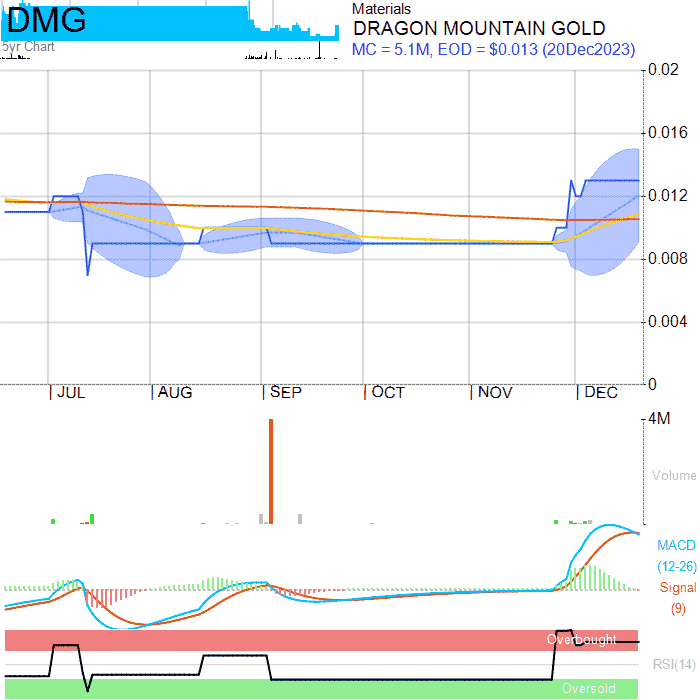 DMG
5yr Chart
Materials
DRAGON MOUNTAIN GOLD
MC = 5.1M, EOD = $0.013 (20Dec2023)
0.02
0.016
0.012
0.008
0.004
0
JUL AUG SEP OCT NOV DEC
4M
Volume
MACD
(12-26)
Signal
(9)
Overbought
RSI(14)
Oversold